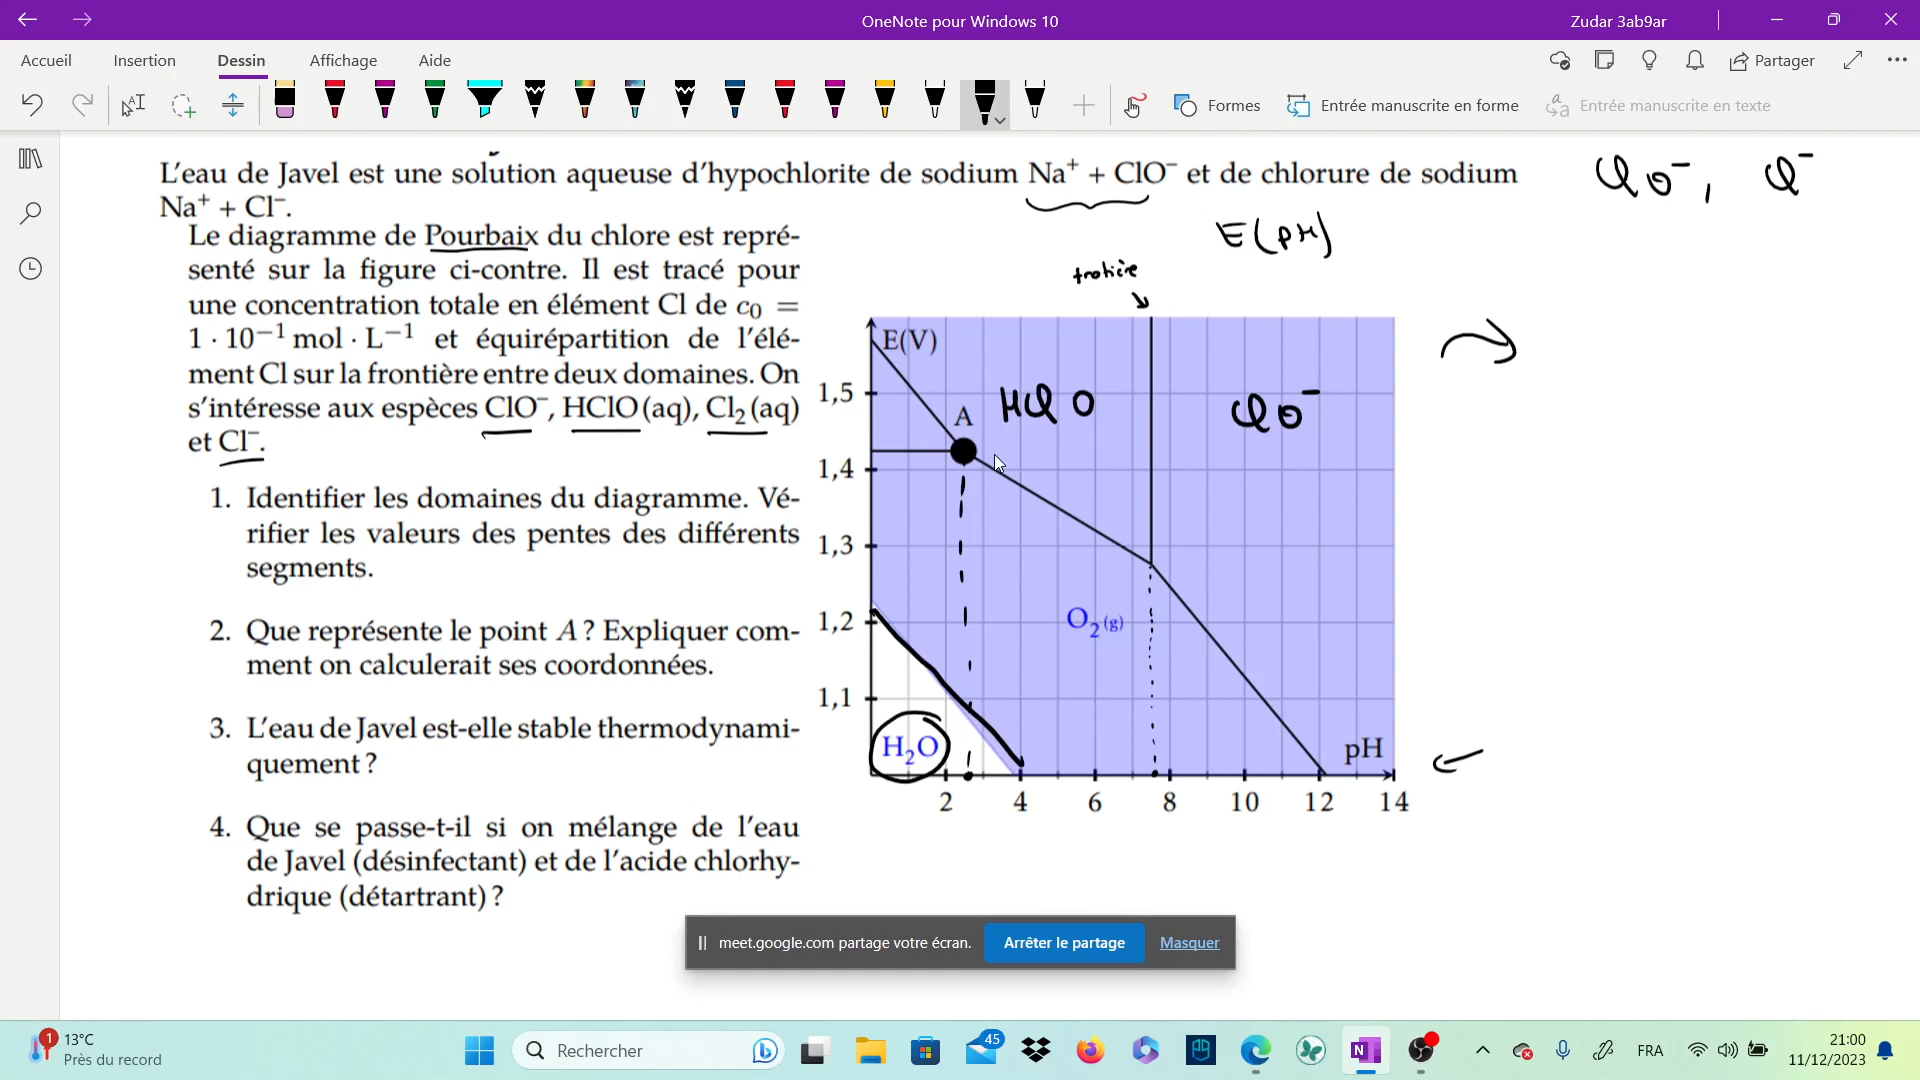 OneNote pour Windows 10
Zudar 3ab9ar
Accueil
Insertion
Dessin
Affichage
Aide
Partager
Formes
Entrée manuscrite en forme
Entrée manuscrite en texte
L'eau de Javel est une solution aqueuse d'hypochlorite de sodium Na⁺ + ClO⁻ et de chlorure de sodium
Na⁺ + Cl⁻.
ClO⁻, Cl⁻
Le diagramme de Pourbaix du chlore est repré-
senté sur la figure ci-contre. Il est tracé pour
une concentration totale en élément Cl de c₀ =
1 · 10⁻¹ mol · L⁻¹ et équirépartition de l'élé-
ment Cl sur la frontière entre deux domaines. On
s'intéresse aux espèces ClO⁻, HClO (aq), Cl₂ (aq)
et Cl⁻.
1. Identifier les domaines du diagramme. Vé-
rifier les valeurs des pentes des différents
segments.
2. Que représente le point A ? Expliquer com-
ment on calculerait ses coordonnées.
3. L'eau de Javel est-elle stable thermodynami-
quement ?
4. Que se passe-t-il si on mélange de l'eau
de Javel (désinfectant) et de l'acide chlorhy-
drique (détartrant) ?
E(pH)
E(V)
1,5
A
HClO
ClO⁻
1,4
1,3
1,2
O₂(g)
1,1
H₂O
pH
2 4 6 8 10 12 14
meet.google.com partage votre écran.
Arrêter le partage
Masquer
1
13°C
Près du record
Rechercher
45
FRA
21:00
11/12/2023